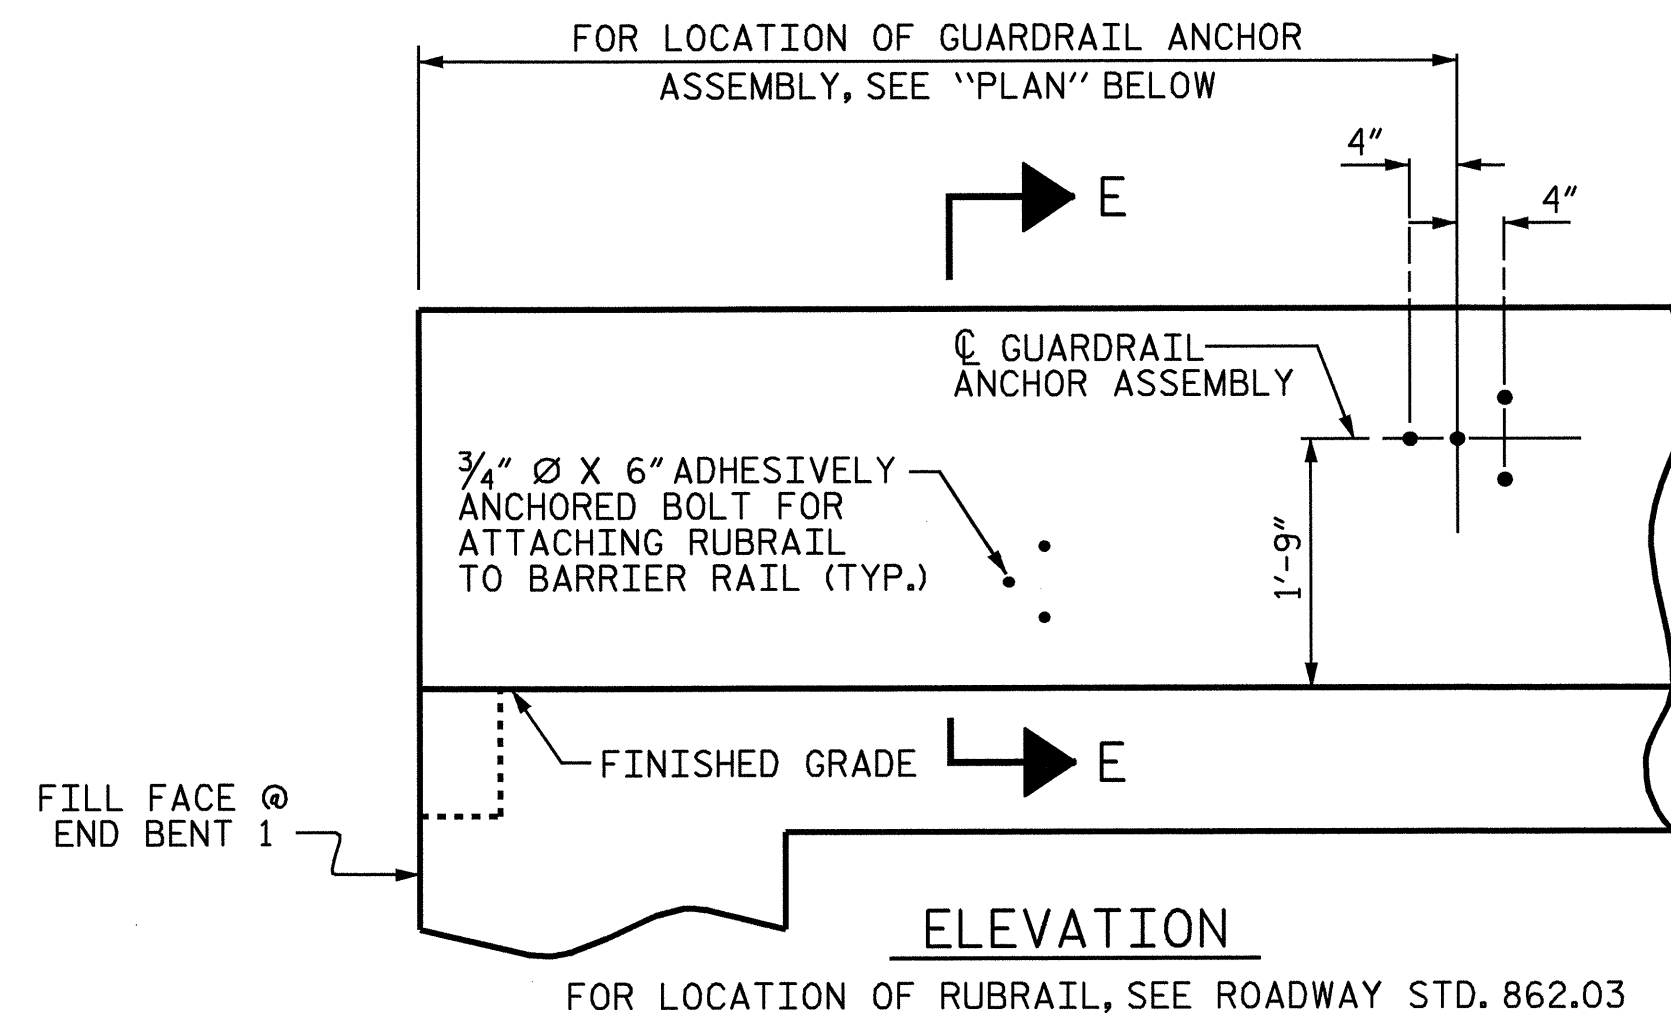 FOR LOCATION OF GUARDRAIL ANCHOR
ASSEMBLY, SEE "PLAN" BELOW
4"
4"
E
℄ GUARDRAIL
ANCHOR ASSEMBLY
3/4" Ø X 6" ADHESIVELY
ANCHORED BOLT FOR
ATTACHING RUBRAIL
TO BARRIER RAIL (TYP.)
1'-9"
FINISHED GRADE
E
FILL FACE @
END BENT 1
ELEVATION
FOR LOCATION OF RUBRAIL, SEE ROADWAY STD. 862.03